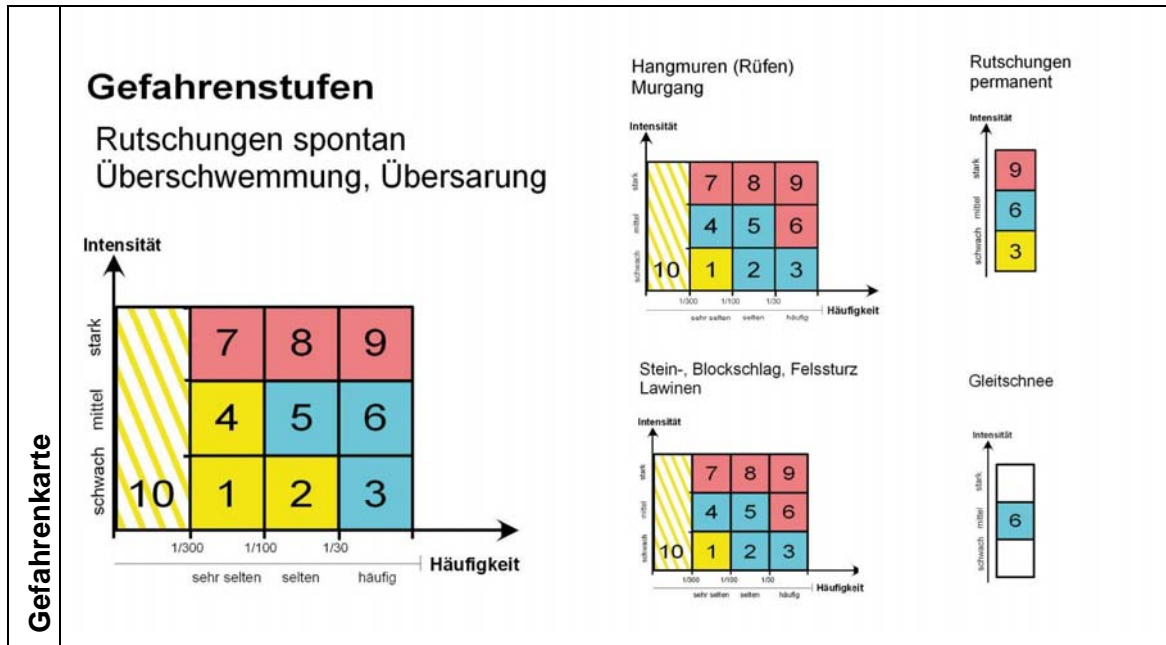 Gefahrenkarte
Gefahrenstufen
Rutschungen spontan
Überschwemmung, Übersarung
Intensität
stark
mittel
schwach
7 8 9
4 5 6
10 1 2 3
1/300 1/100 1/30
Häufigkeit
sehr selten selten häufig
Hangmuren (Rüfen)
Murgang
Intensität
stark
mittel
schwach
7 8 9
4 5 6
10 1 2 3
1/300 1/100 1/30
Häufigkeit
sehr selten selten häufig
Rutschungen
permanent
Intensität
stark
mittel
schwach
9
6
3
Stein-, Blockschlag, Felssturz
Lawinen
Intensität
stark
mittel
schwach
7 8 9
4 5 6
10 1 2 3
1/300 1/100 1/30
Häufigkeit
sehr selten selten häufig
Gleitschnee
Intensität
stark
mittel
schwach
6